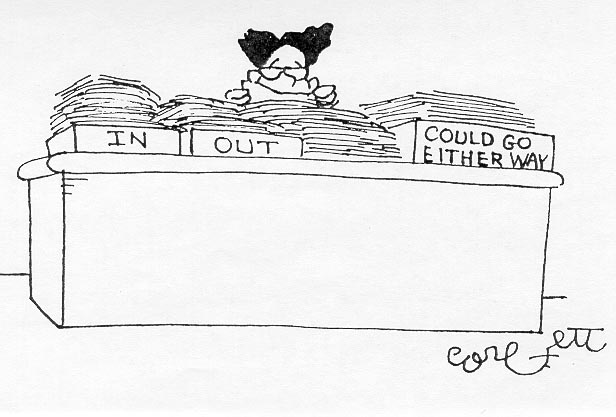 IN
OUT
COULD GO
EITHER WAY